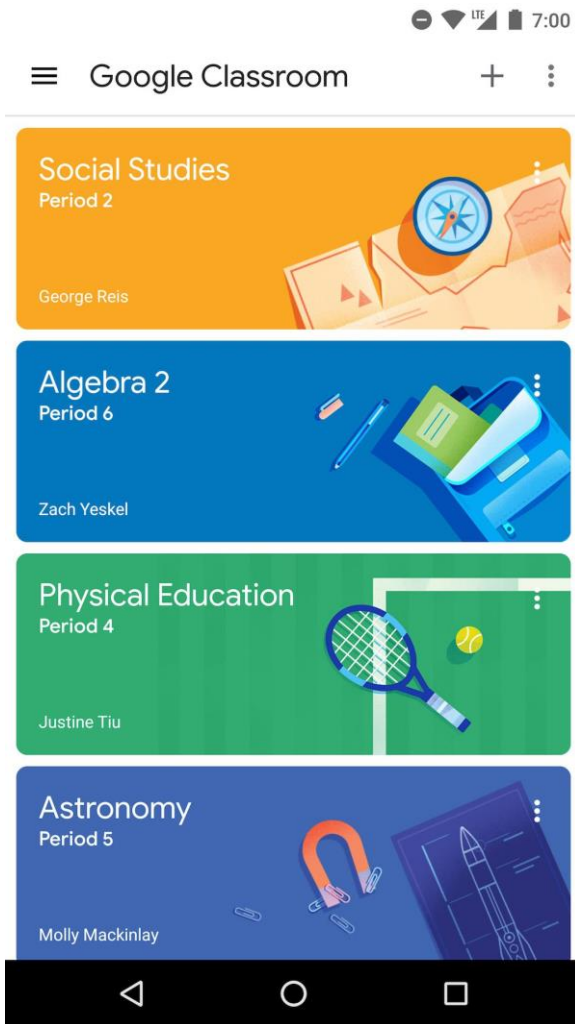 LTE 7:00
Google Classroom
Social Studies
Period 2
George Reis
Algebra 2
Period 6
Zach Yeskel
Physical Education
Period 4
Justine Tiu
Astronomy
Period 5
Molly Mackinlay